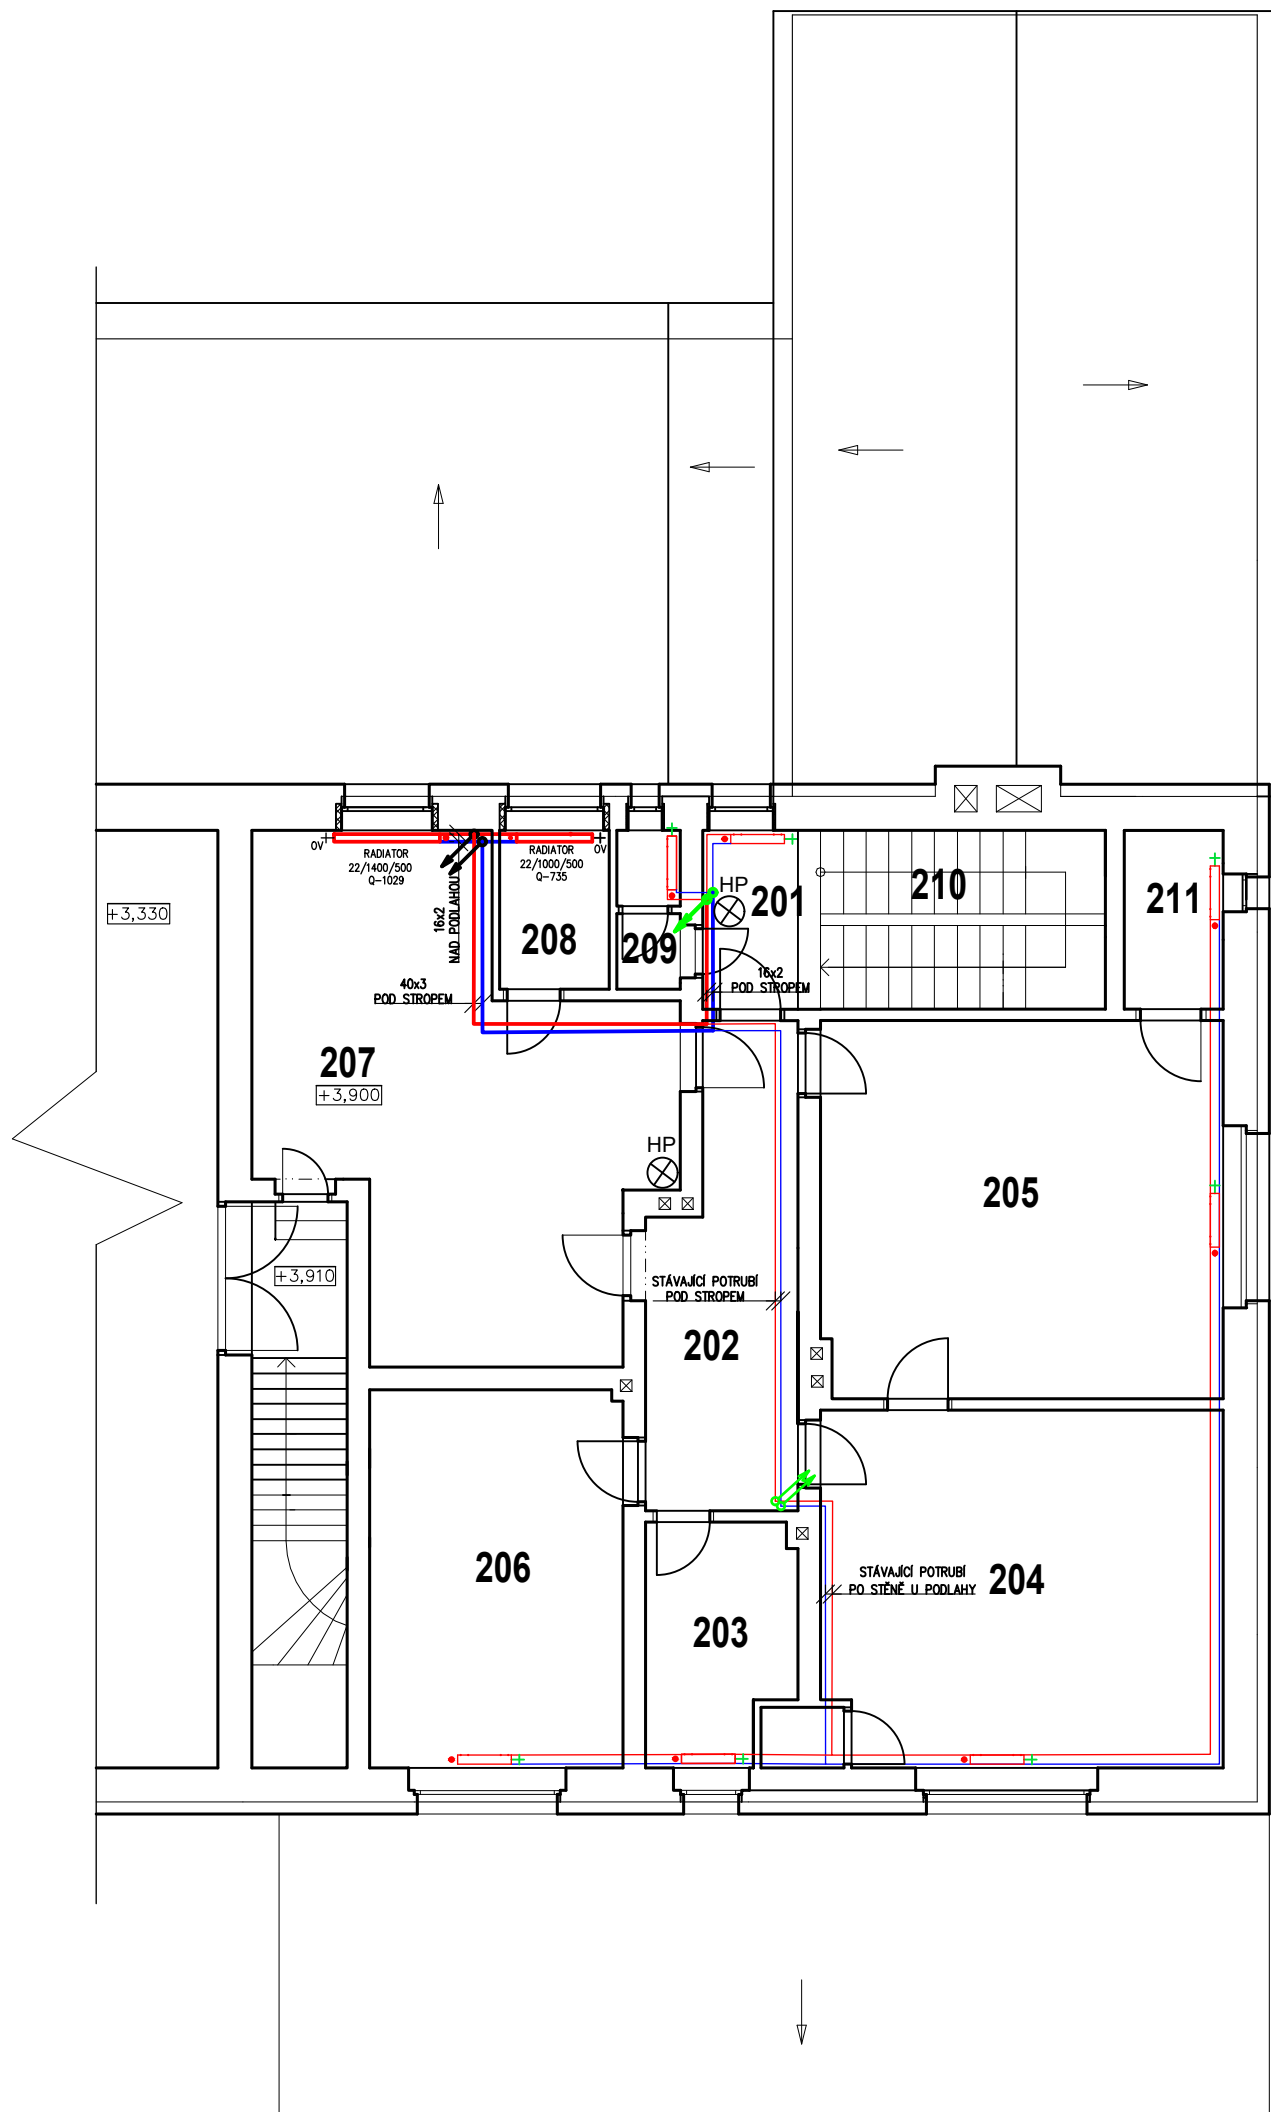 OV
RADIATOR
22/1400/500
Q-1029
RADIATOR
22/1000/500
Q-735
OV
16x2
NAD PODLAHOU
HP
201
210
211
+3,330
208
209
40x3
POD STROPEM
16x2
POD STROPEM
207
+3,900
HP
205
+3,910
STÁVAJÍCÍ POTRUBÍ
POD STROPEM
202
206
STÁVAJÍCÍ POTRUBÍ
PO STĚNĚ U PODLAHY
204
203